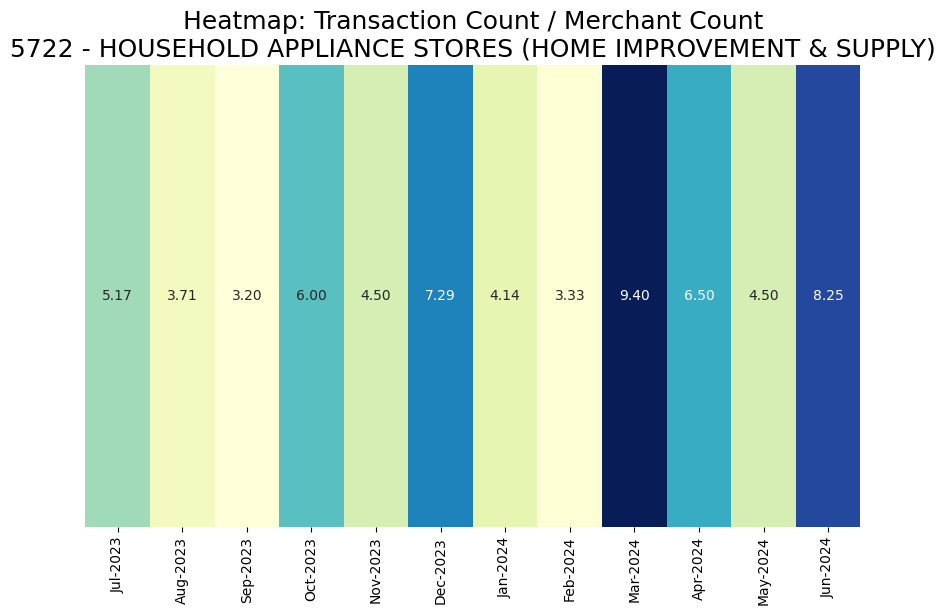 Heatmap: Transaction Count / Merchant Count
5722 - HOUSEHOLD APPLIANCE STORES (HOME IMPROVEMENT & SUPPLY)
5.17 3.71 3.20 6.00 4.50 7.29 4.14 3.33 9.40 6.50 4.50 8.25
Jul-2023
Aug-2023
Sep-2023
Oct-2023
Nov-2023
Dec-2023
Jan-2024
Feb-2024
Mar-2024
Apr-2024
May-2024
Jun-2024